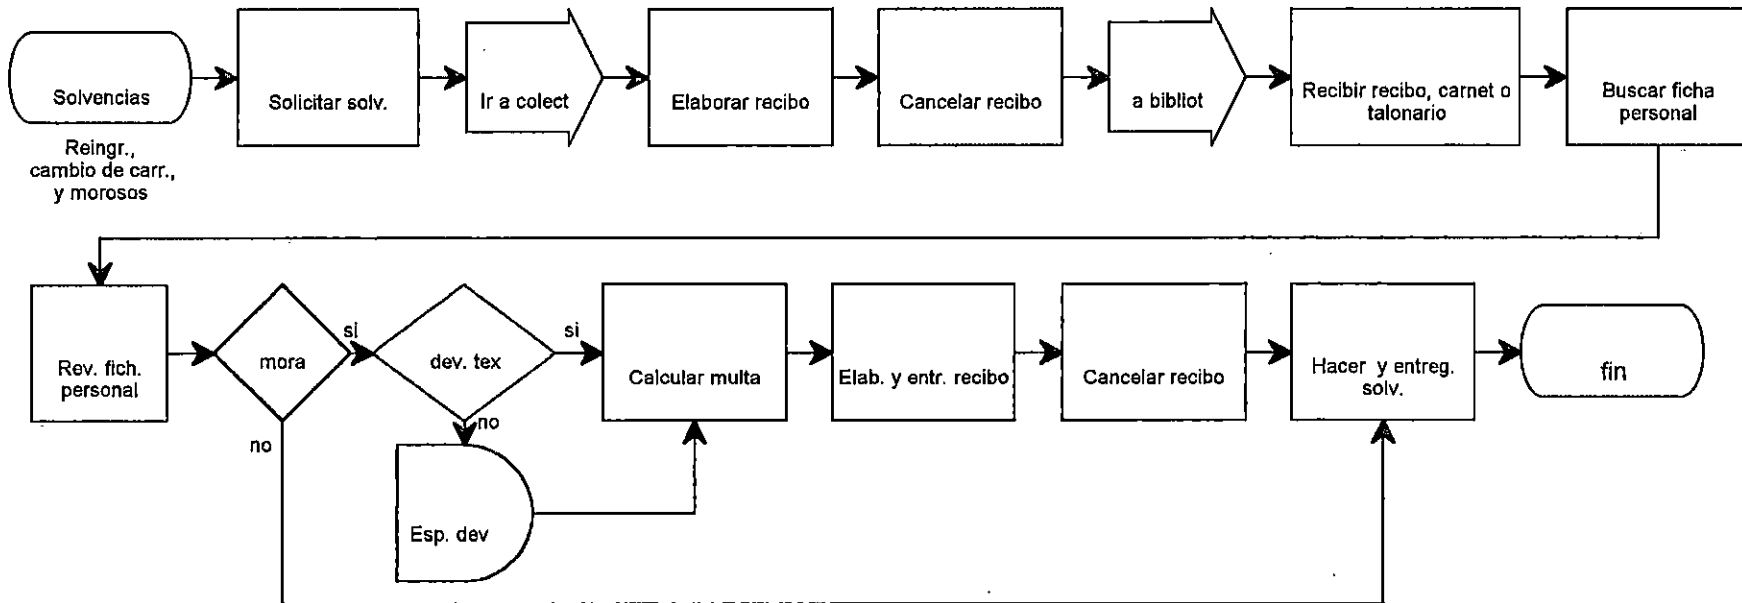 Solvencias
Reingr.,
cambio de carr.,
y morosos
Solicitar solv.
Ir a colect
Elaborar recibo
Cancelar recibo
a bibliot
Recibir recibo, carnet o
talonario
Buscar ficha
personal
Rev. fich.
personal
mora
si
no
dev. tex
si
no
Esp. dev
Calcular multa
Elab. y entr. recibo
Cancelar recibo
Hacer y entreg.
solv.
fin